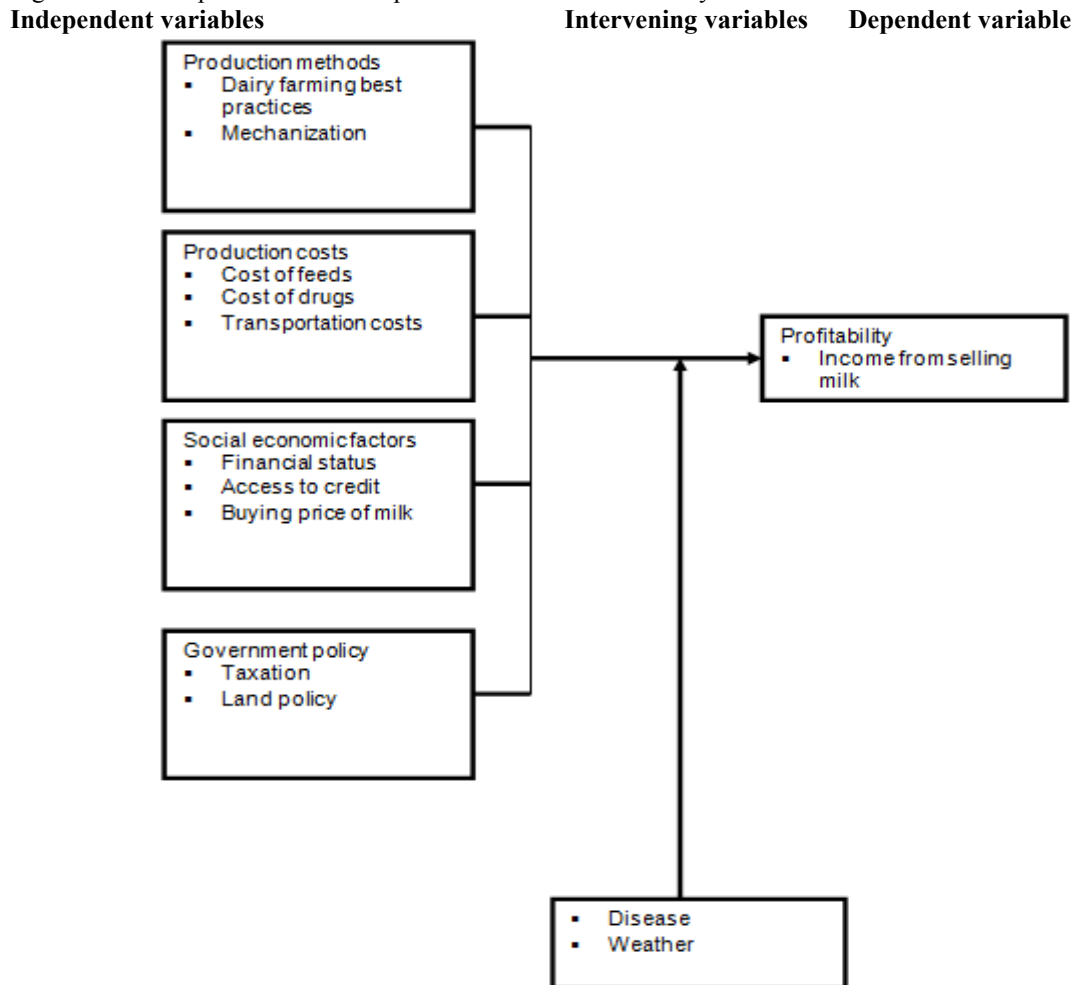 Independent variables Intervening variables Dependent variable
Production methods
▪ Dairy farming best
practices
▪ Mechanization
Production costs
▪ Cost of feeds
▪ Cost of drugs
▪ Transportation costs
Profitability
▪ Income from selling
milk
Social economic factors
▪ Financial status
▪ Access to credit
▪ Buying price of milk
Government policy
▪ Taxation
▪ Land policy
▪ Disease
▪ Weather